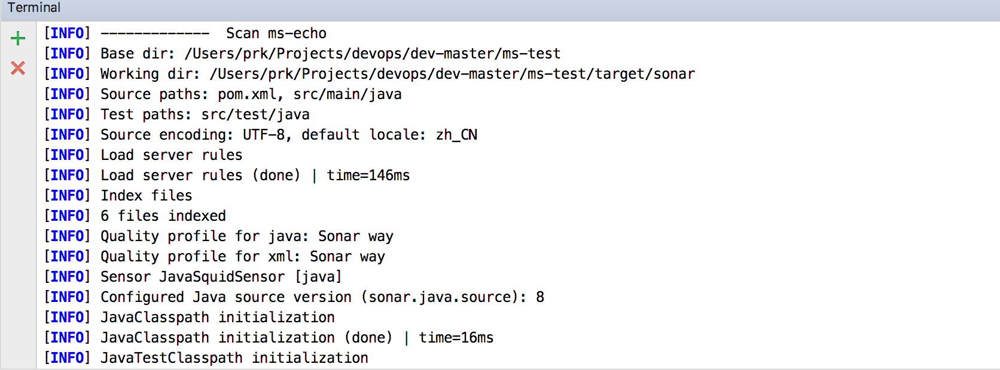 Terminal
[INFO] -------------  Scan ms-echo
[INFO] Base dir: /Users/prk/Projects/devops/dev-master/ms-test
[INFO] Working dir: /Users/prk/Projects/devops/dev-master/ms-test/target/sonar
[INFO] Source paths: pom.xml, src/main/java
[INFO] Test paths: src/test/java
[INFO] Source encoding: UTF-8, default locale: zh_CN
[INFO] Load server rules
[INFO] Load server rules (done) | time=146ms
[INFO] Index files
[INFO] 6 files indexed
[INFO] Quality profile for java: Sonar way
[INFO] Quality profile for xml: Sonar way
[INFO] Sensor JavaSquidSensor [java]
[INFO] Configured Java source version (sonar.java.source): 8
[INFO] JavaClasspath initialization
[INFO] JavaClasspath initialization (done) | time=16ms
[INFO] JavaTestClasspath initialization